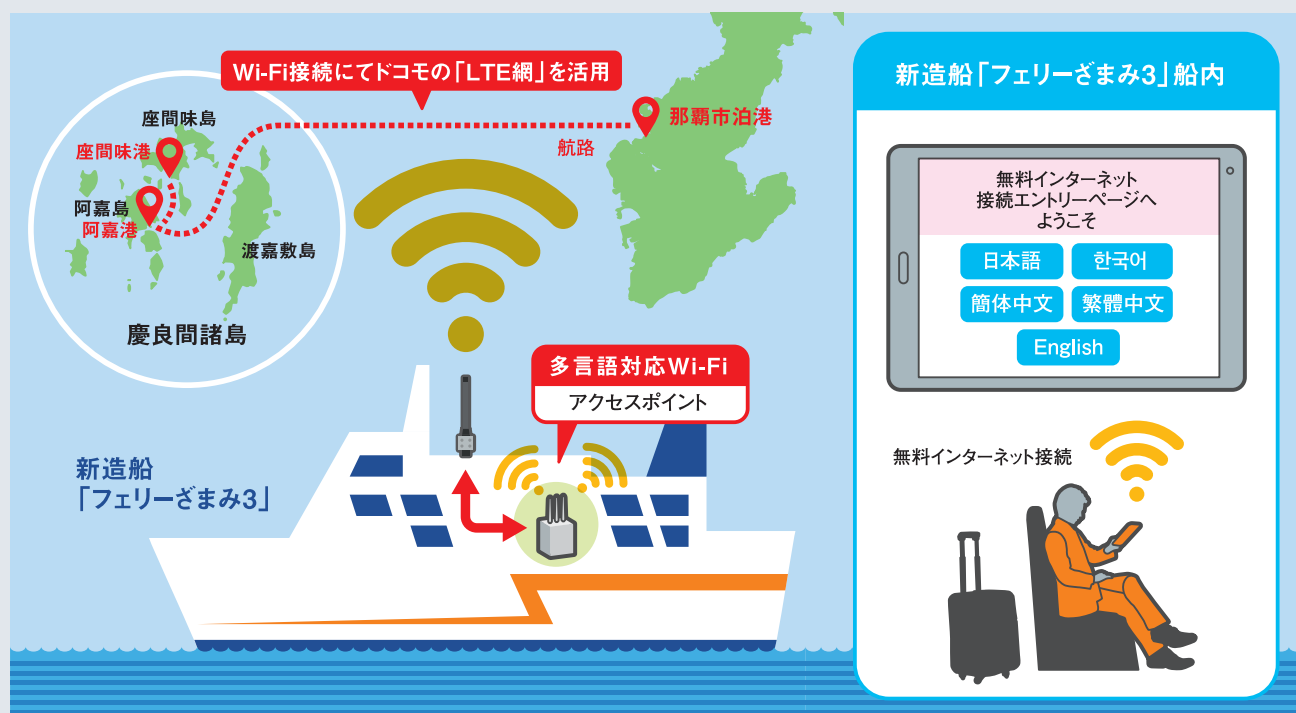 Wi-Fi接続にてドコモの「LTE網」を活用
座間味島
座間味港
阿嘉島
阿嘉港
渡嘉敷島
慶良間諸島
那覇市泊港
航路
多言語対応Wi-Fi
アクセスポイント
新造船
「フェリーざまみ3」
新造船「フェリーざまみ3」船内
無料インターネット
接続エントリーページへ
ようこそ
日本語
한국어
簡体中文
繁體中文
English
無料インターネット接続